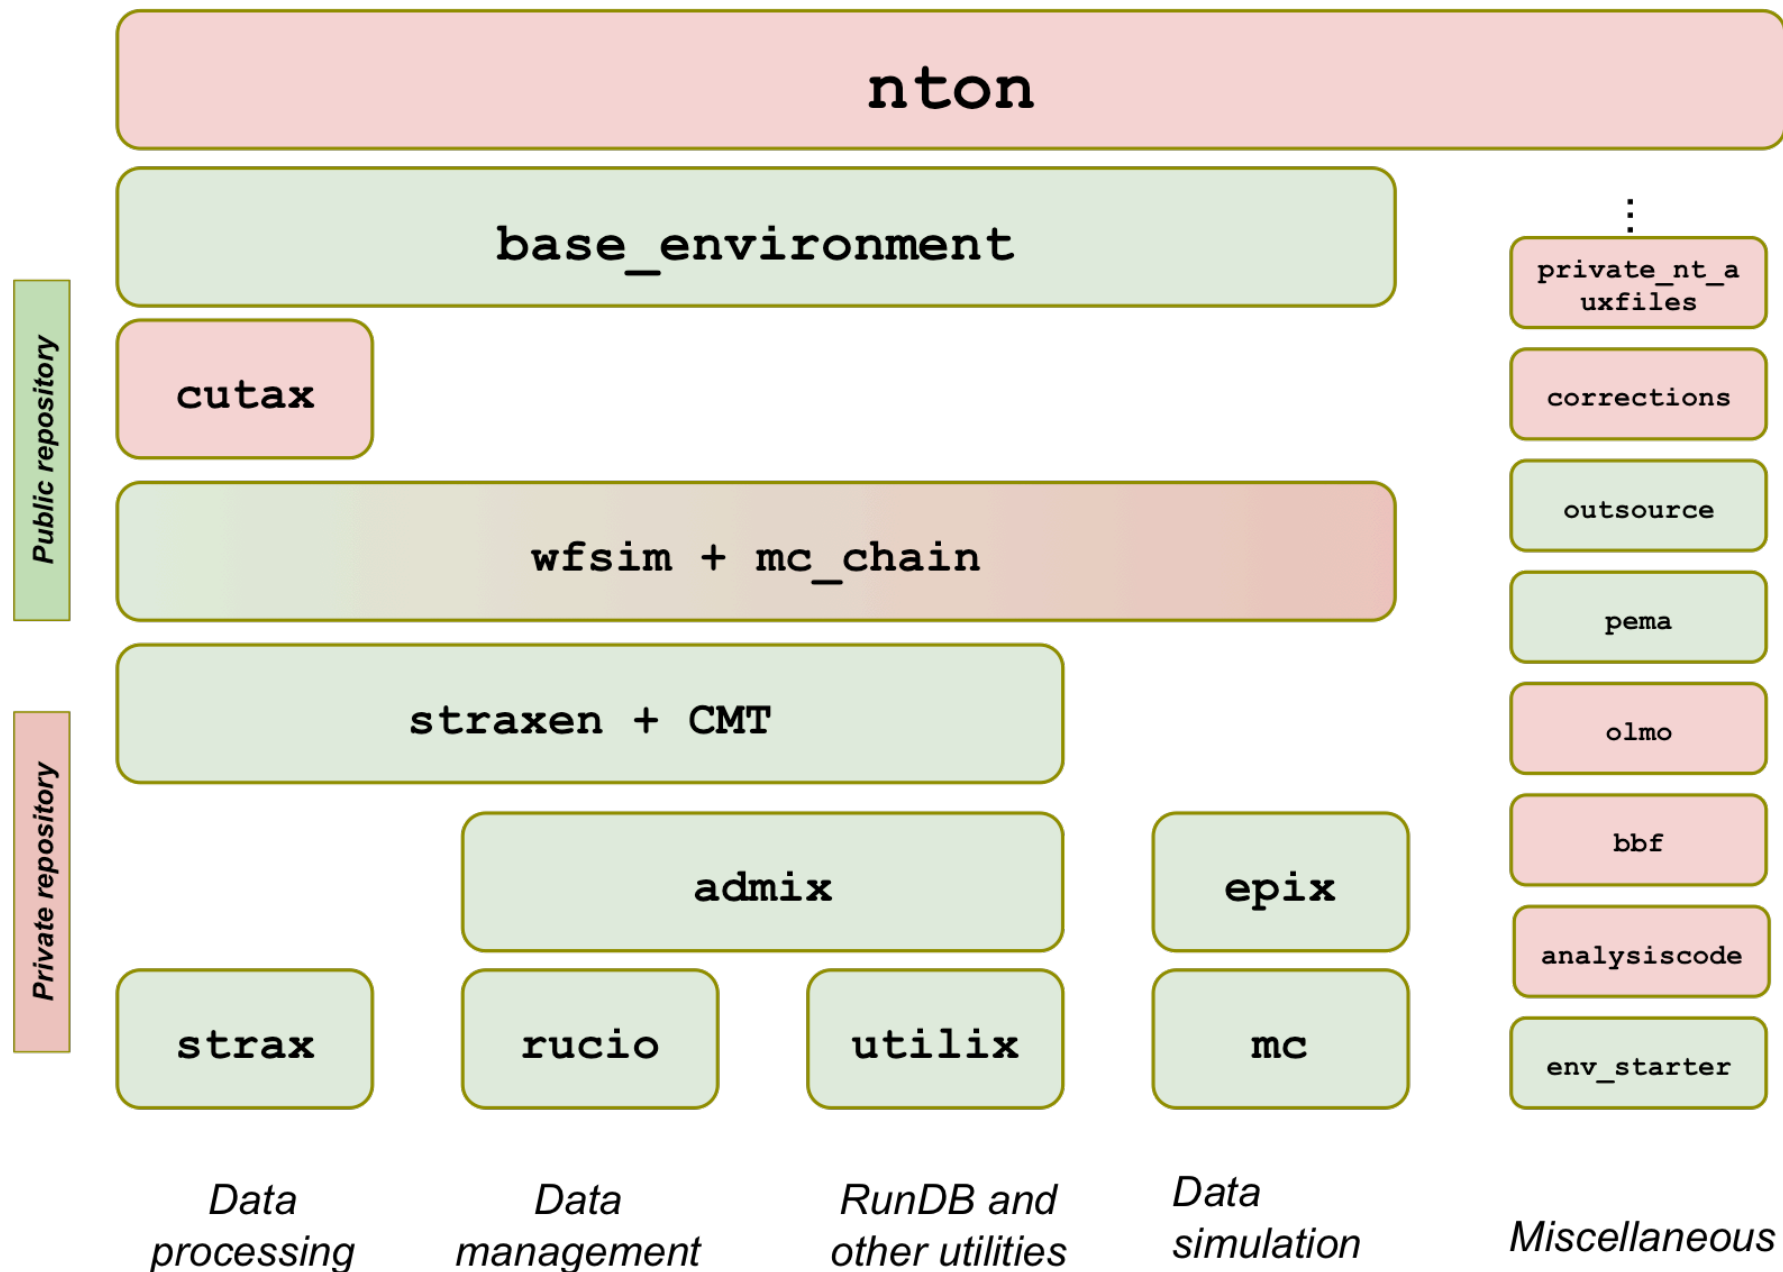 nton
base_environment
cutax
wfsim + mc_chain
straxen + CMT
admix
epix
strax
rucio
utilix
mc
Public repository
Private repository
⋮
private_nt_a
uxfiles
corrections
outsource
pema
olmo
bbf
analysiscode
env_starter
Data
processing
Data
management
RunDB and
other utilities
Data
simulation
Miscellaneous